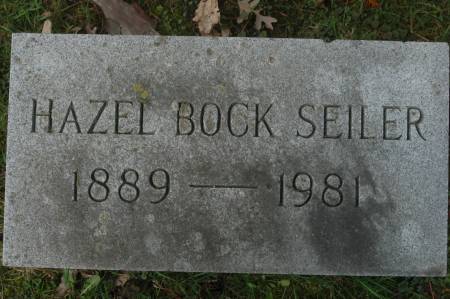 HAZEL BOCK SEILER
1889 — 1981